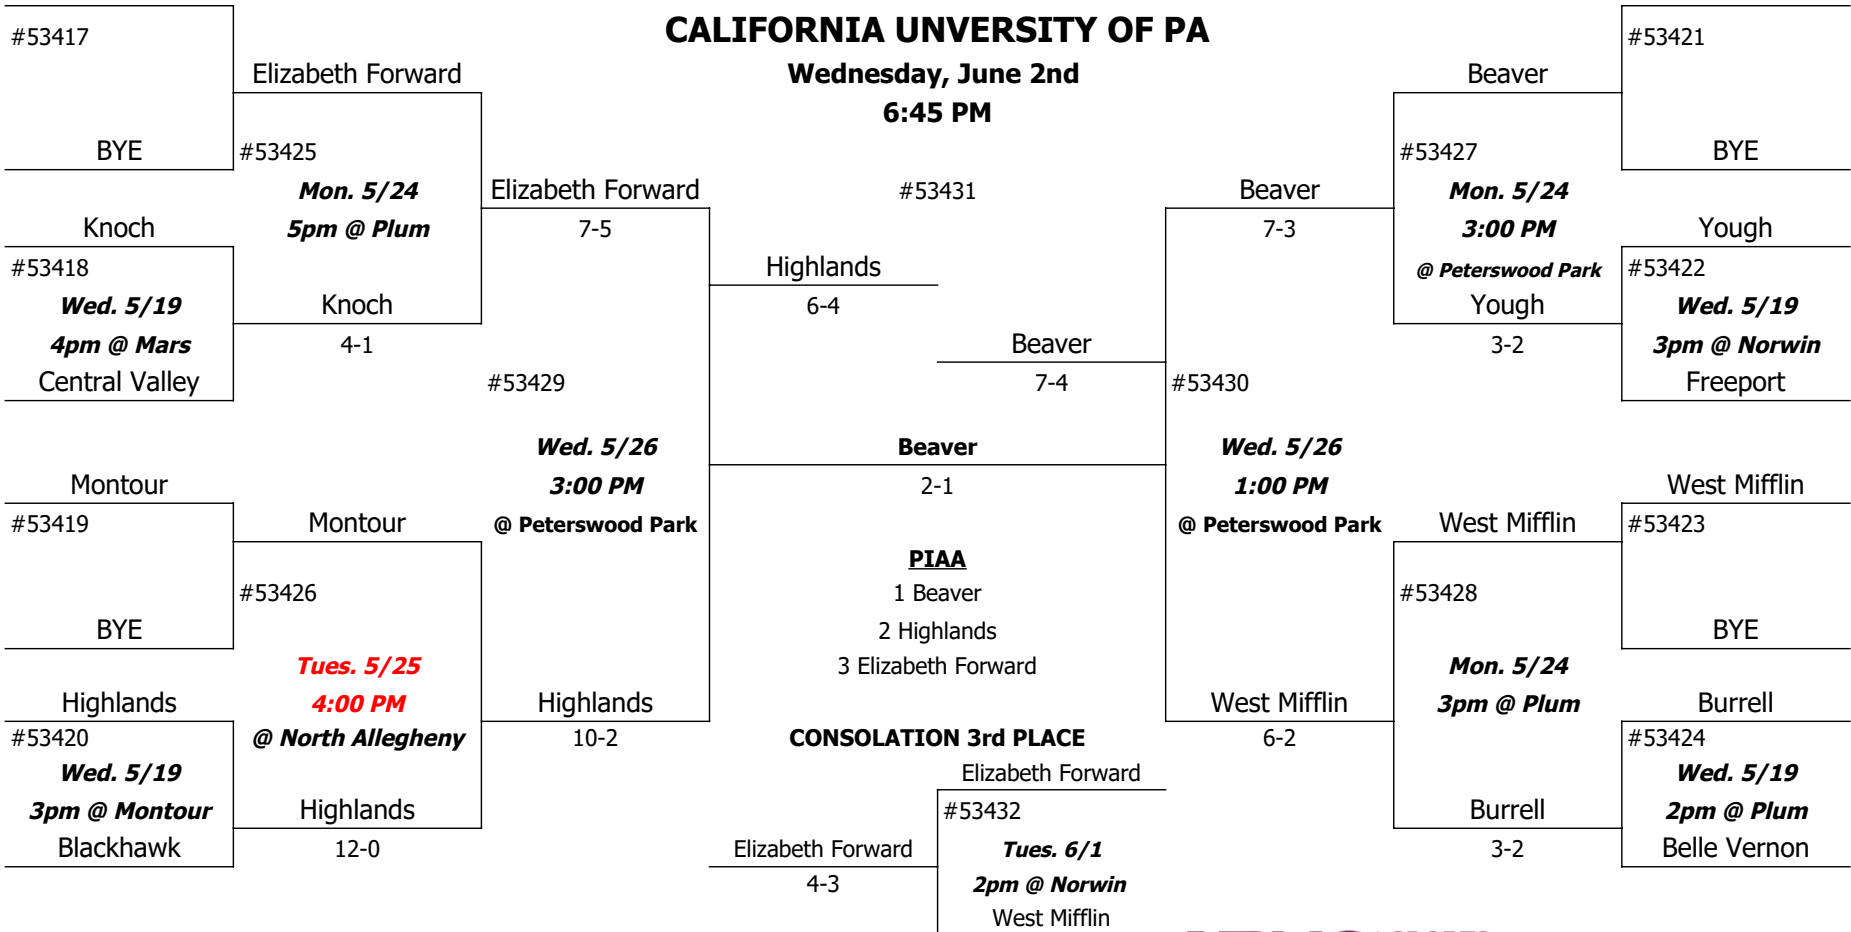 CALIFORNIA UNVERSITY OF PA
Wednesday, June 2nd
6:45 PM
#53417
Elizabeth Forward
BYE
#53425
Mon. 5/24
5pm @ Plum
Knoch
#53418
Wed. 5/19
4pm @ Mars
Central Valley
Knoch
4-1
Elizabeth Forward
7-5
#53429
Wed. 5/26
3:00 PM
@ Peterswood Park
Montour
#53419
BYE
Montour
#53426
Tues. 5/25
4:00 PM
@ North Allegheny
Highlands
#53420
Wed. 5/19
3pm @ Montour
Blackhawk
Highlands
12-0
Highlands
10-2
#53431
Highlands
6-4
Beaver
7-4
Beaver
2-1
PIAA
1 Beaver
2 Highlands
3 Elizabeth Forward
CONSOLATION 3rd PLACE
Elizabeth Forward
#53432
Tues. 6/1
2pm @ Norwin
West Mifflin
Elizabeth Forward
4-3
Beaver
7-3
#53430
Wed. 5/26
1:00 PM
@ Peterswood Park
West Mifflin
6-2
Beaver
#53427
Mon. 5/24
3:00 PM
@ Peterswood Park
Yough
3-2
West Mifflin
#53428
Mon. 5/24
3pm @ Plum
Burrell
3-2
#53421
BYE
Yough
#53422
Wed. 5/19
3pm @ Norwin
Freeport
West Mifflin
#53423
BYE
Burrell
#53424
Wed. 5/19
2pm @ Plum
Belle Vernon